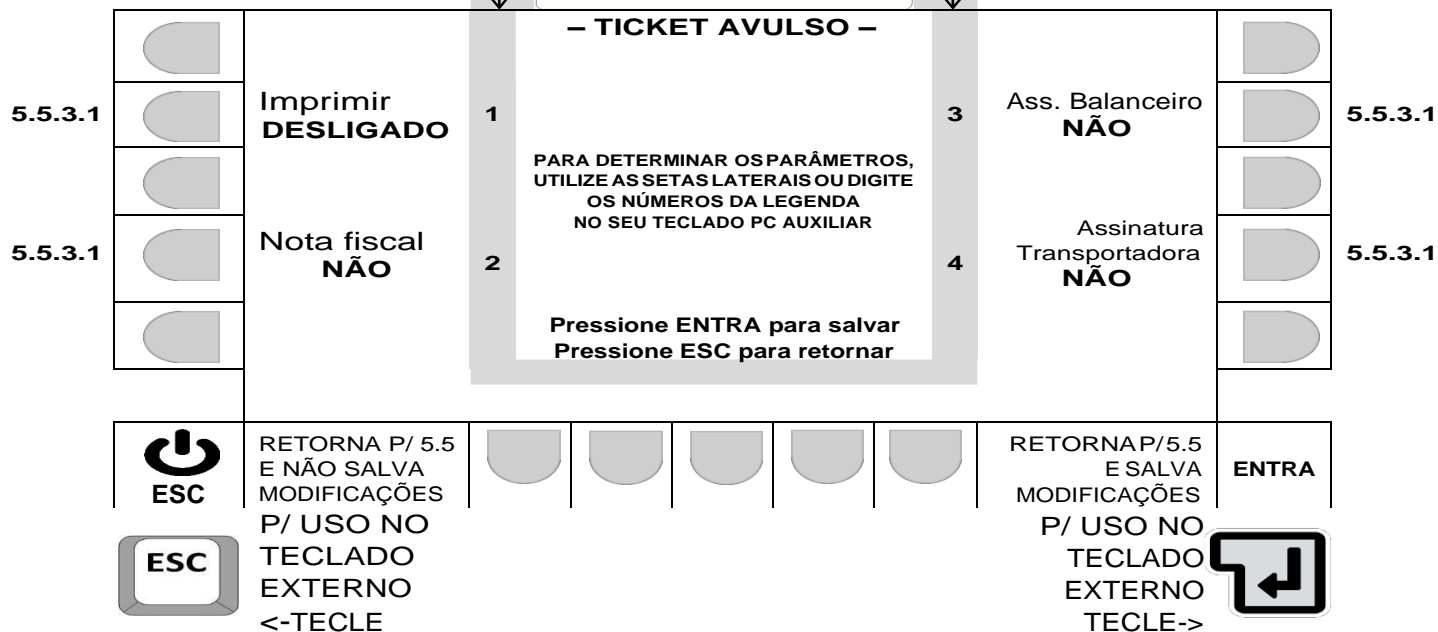 – TICKET AVULSO –
5.5.3.1
Imprimir
DESLIGADO
1
3
Ass. Balanceiro
NÃO
5.5.3.1
PARA DETERMINAR OS PARÂMETROS,
UTILIZE AS SETAS LATERAIS OU DIGITE
OS NÚMEROS DA LEGENDA
NO SEU TECLADO PC AUXILIAR
5.5.3.1
Nota fiscal
NÃO
2
4
Assinatura
Transportadora
NÃO
5.5.3.1
Pressione ENTRA para salvar
Pressione ESC para retornar
ESC
RETORNA P/ 5.5
E NÃO SALVA
MODIFICAÇÕES
RETORNA P/ 5.5
E SALVA
MODIFICAÇÕES
ENTRA
ESC
P/ USO NO
TECLADO
EXTERNO
<-TECLE
P/ USO NO
TECLADO
EXTERNO
TECLE->